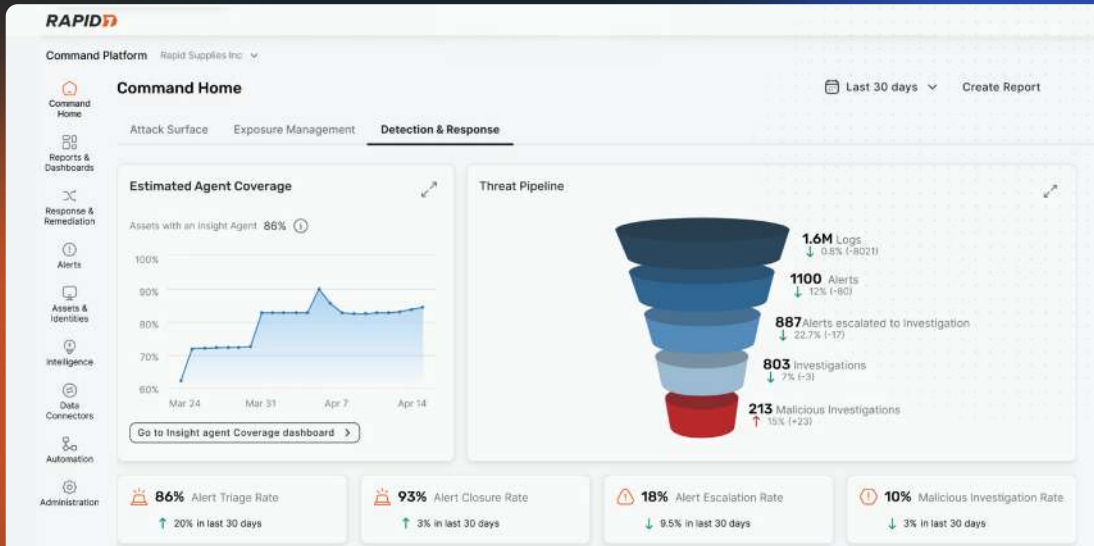 RAPID7
Command Platform Rapid Supplies Inc
Command Home
Last 30 days
Create Report
Attack Surface
Exposure Management
Detection & Response
Command
Home
Reports &
Dashboards
Response &
Remediation
Alerts
Assets &
Identities
Intelligence
Data
Connectors
Automation
Administration
Estimated Agent Coverage
Assets with an Insight Agent 86%
100%
90%
80%
70%
60%
Mar 24 Mar 31 Apr 7 Apr 14
Go to Insight agent Coverage dashboard
Threat Pipeline
1.6M Logs
↓ 0.8% (-8021)
1100 Alerts
↓ 12% (-80)
887 Alerts escalated to Investigation
↓ 22.7% (-17)
803 Investigations
↓ 7% (-3)
213 Malicious Investigations
↑ 15% (+23)
86% Alert Triage Rate
↑ 20% in last 30 days
93% Alert Closure Rate
↑ 3% in last 30 days
18% Alert Escalation Rate
↓ 9.5% in last 30 days
10% Malicious Investigation Rate
↓ 3% in last 30 days